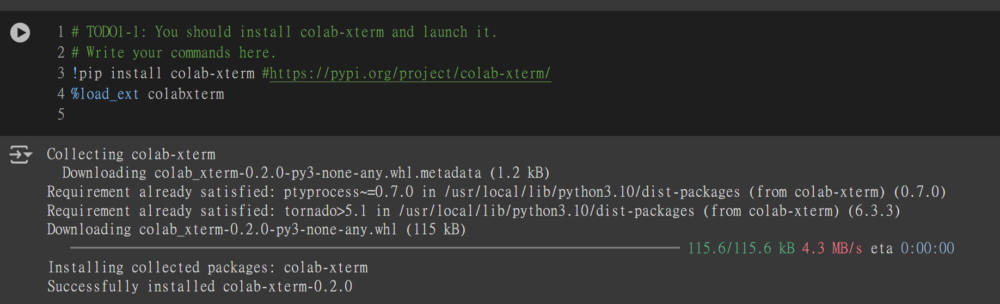 1 # TODO1-1: You should install colab-xterm and launch it.
2 # Write your commands here.
3 !pip install colab-xterm #https://pypi.org/project/colab-xterm/
4 %load_ext colabxterm
5
Collecting colab-xterm
  Downloading colab_xterm-0.2.0-py3-none-any.whl.metadata (1.2 kB)
Requirement already satisfied: ptyprocess~=0.7.0 in /usr/local/lib/python3.10/dist-packages (from colab-xterm) (0.7.0)
Requirement already satisfied: tornado>5.1 in /usr/local/lib/python3.10/dist-packages (from colab-xterm) (6.3.3)
Downloading colab_xterm-0.2.0-py3-none-any.whl (115 kB)
115.6/115.6 kB 4.3 MB/s eta 0:00:00
Installing collected packages: colab-xterm
Successfully installed colab-xterm-0.2.0